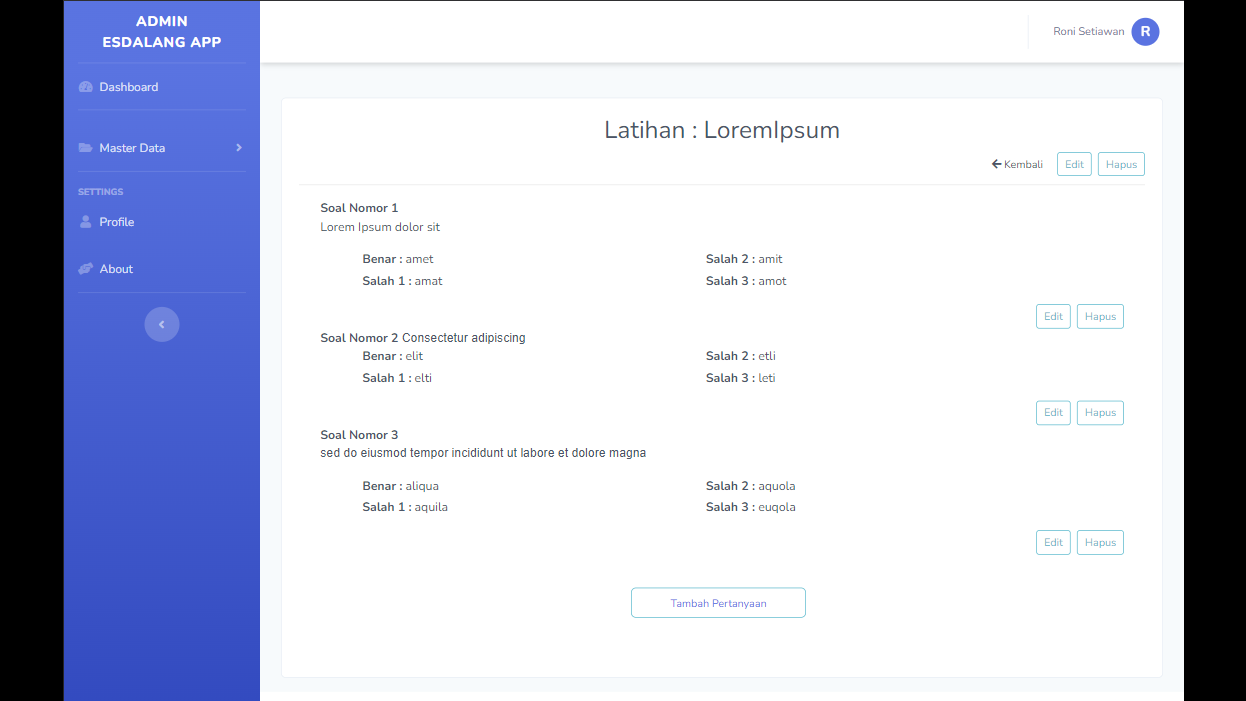 ADMIN
ESDALANG APP
Dashboard
Master Data
SETTINGS
Profile
About
Roni Setiawan R
Latihan : LoremIpsum
Kembali Edit Hapus
Soal Nomor 1
Lorem Ipsum dolor sit
Benar : amet Salah 2 : amit
Salah 1 : amat Salah 3 : amot
Edit Hapus
Soal Nomor 2 Consectetur adipiscing
Benar : elit Salah 2 : etli
Salah 1 : elti Salah 3 : leti
Edit Hapus
Soal Nomor 3
sed do eiusmod tempor incididunt ut labore et dolore magna
Benar : aliqua Salah 2 : aquola
Salah 1 : aquila Salah 3 : euqola
Edit Hapus
Tambah Pertanyaan